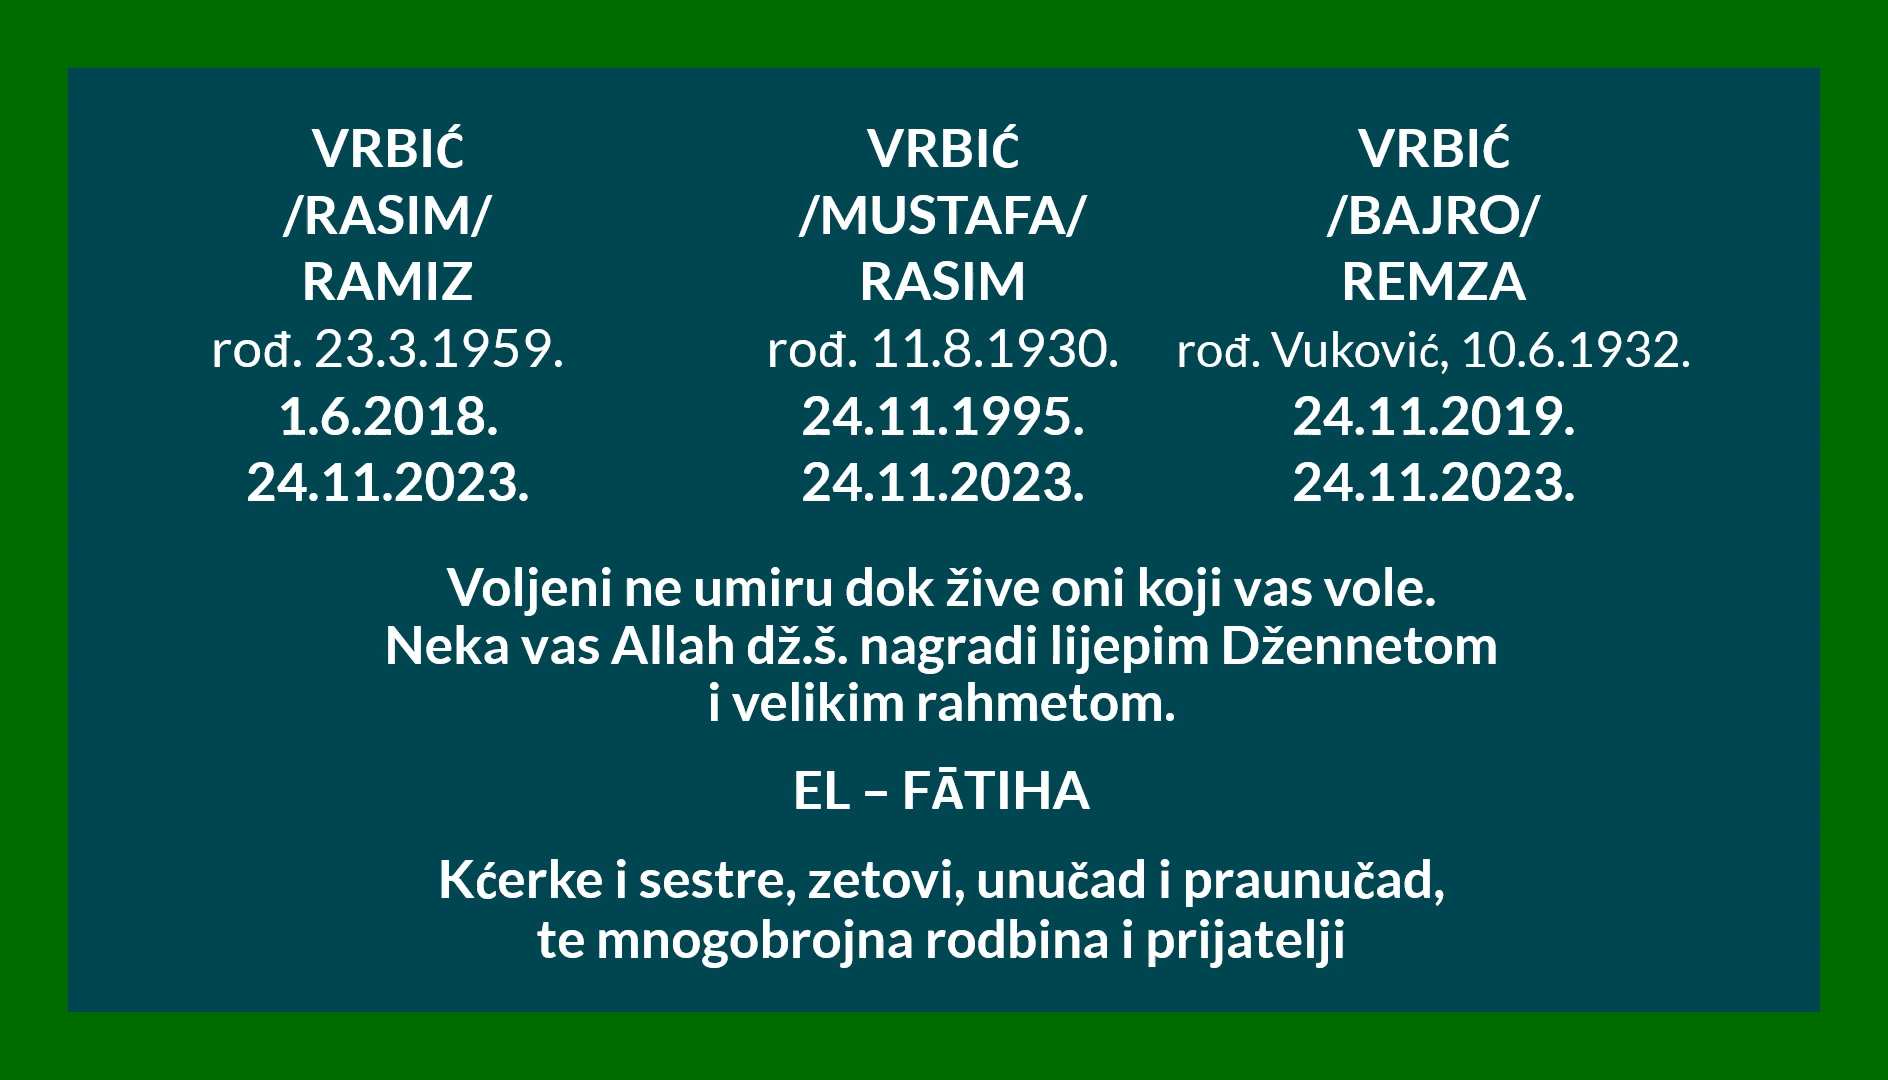 VRBIĆ
/RASIM/
RAMIZ
rođ. 23.3.1959.
1.6.2018.
24.11.2023.
VRBIĆ
/MUSTAFA/
RASIM
rođ. 11.8.1930.
24.11.1995.
24.11.2023.
VRBIĆ
/BAJRO/
REMZA
rođ. Vuković, 10.6.1932.
24.11.2019.
24.11.2023.
Voljeni ne umiru dok žive oni koji vas vole.
Neka vas Allah dž.š. nagradi lijepim Džennetom
i velikim rahmetom.
EL – FĀTIHA
Kćerke i sestre, zetovi, unučad i praunučad,
te mnogobrojna rodbina i prijatelji